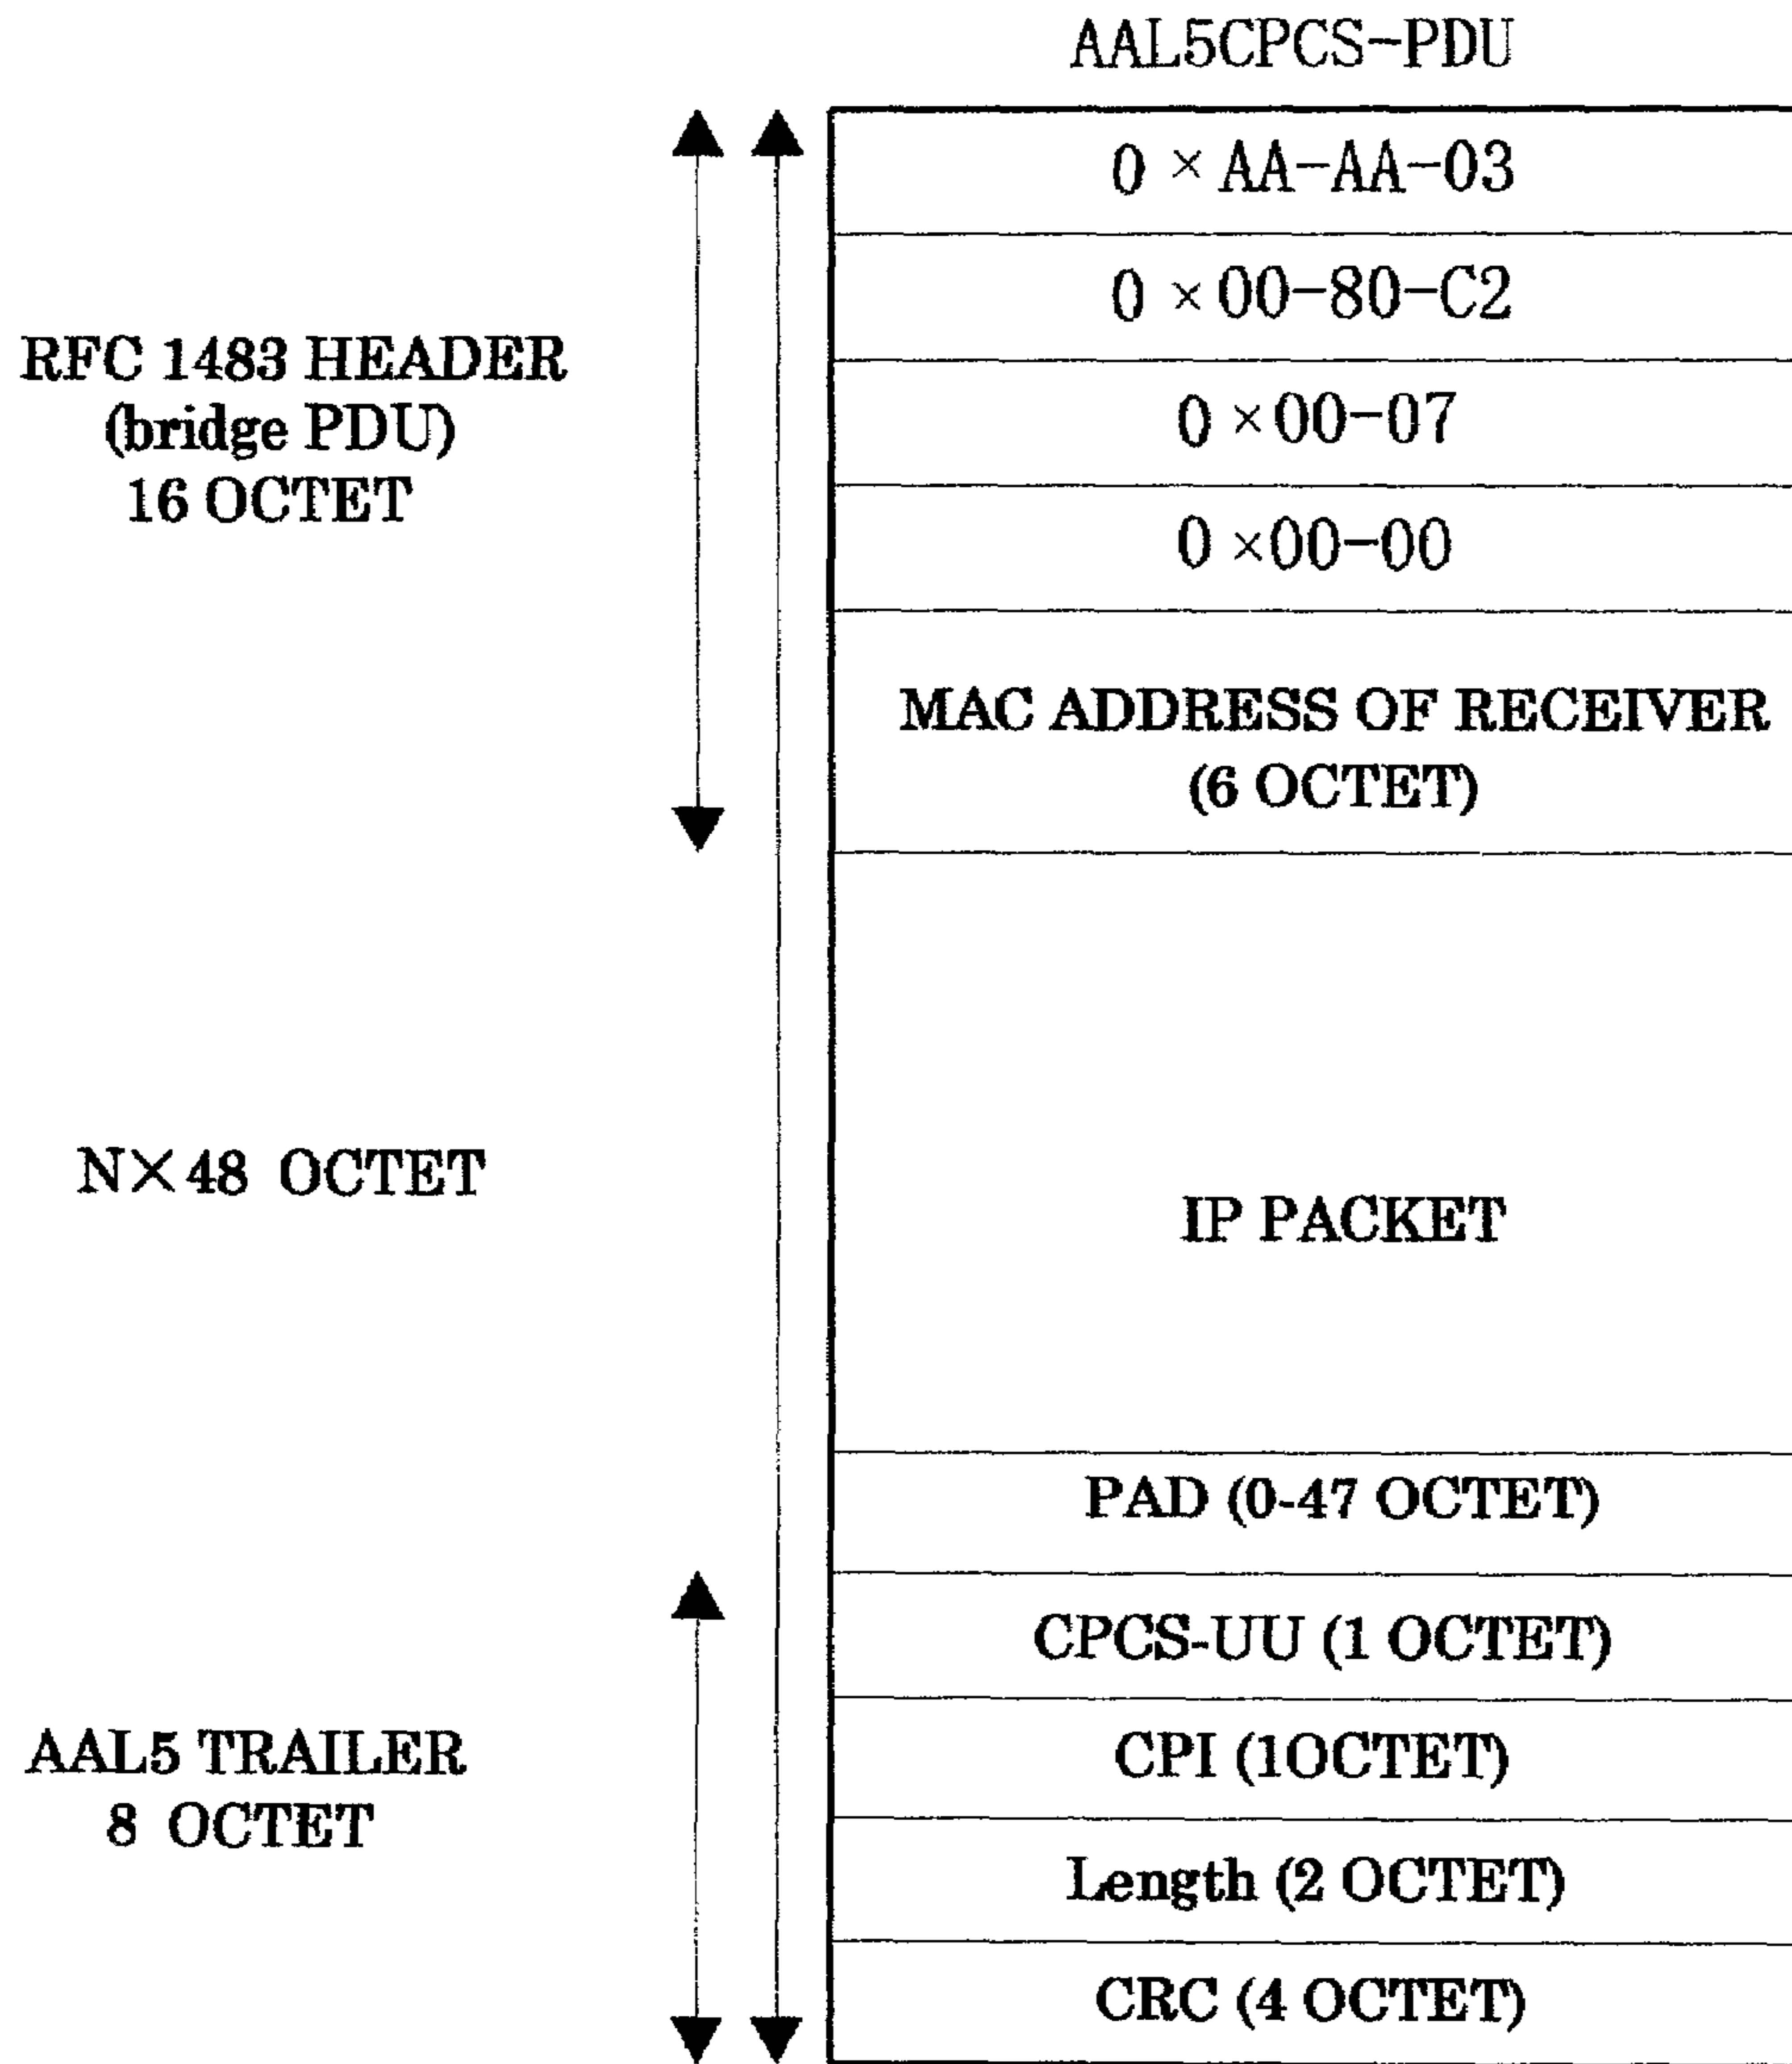 AAL5CPCS-PDU
0 × AA-AA-03
0 × 00-80-C2
0 × 00-07
0 × 00-00
MAC ADDRESS OF RECEIVER
(6 OCTET)
IP PACKET
PAD (0-47 OCTET)
CPCS-UU (1 OCTET)
CPI (1OCTET)
Length (2 OCTET)
CRC (4 OCTET)
RFC 1483 HEADER
(bridge PDU)
16 OCTET
N×48 OCTET
AAL5 TRAILER
8 OCTET